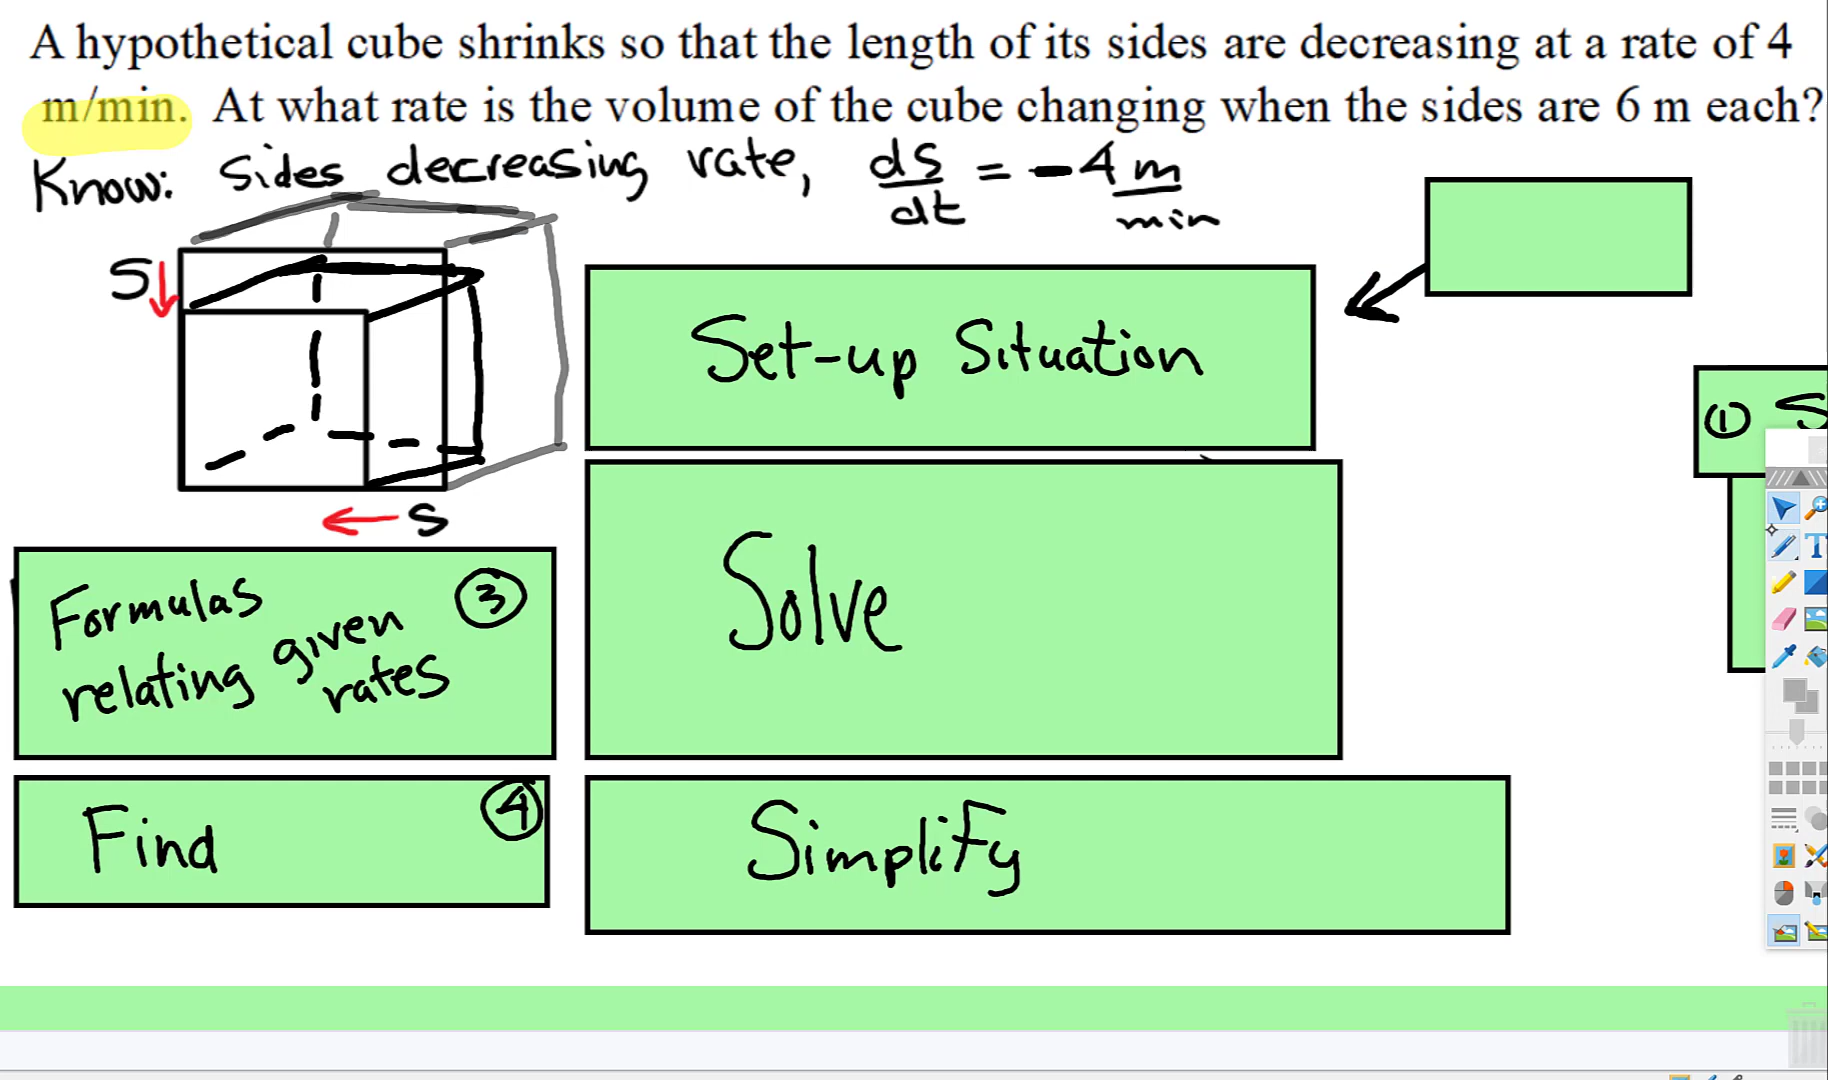 A hypothetical cube shrinks so that the length of its sides are decreasing at a rate of 4
m/min. At what rate is the volume of the cube changing when the sides are 6 m each?
Know: Sides decreasing rate, ds/dt = -4 m/min
S
S
Set-up Situation
① S
Formulas ③
relating given
rates
Solve
Find ④
Simplify
T